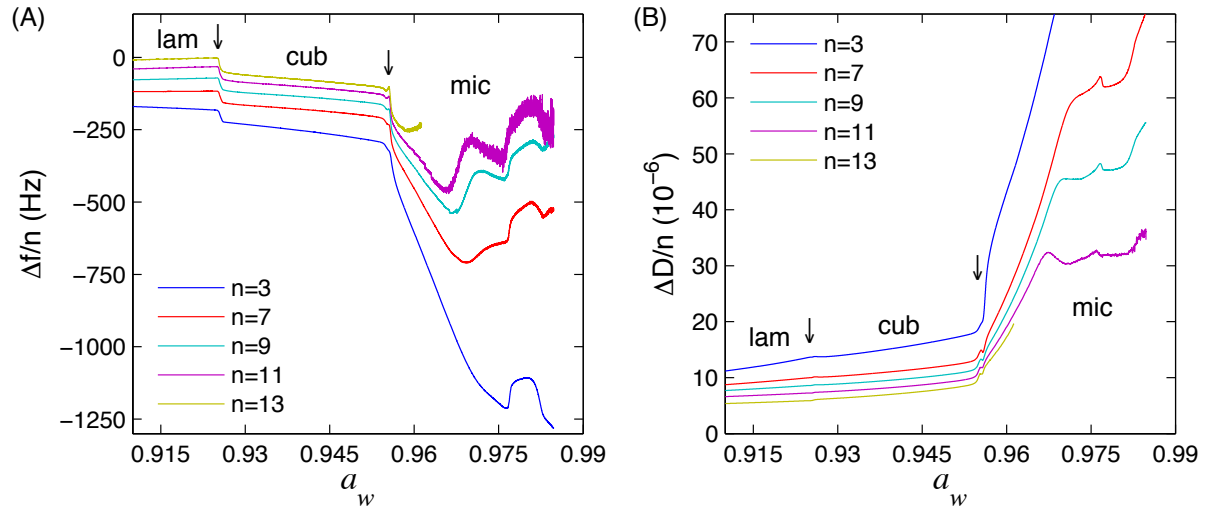 (A)
Δf/n (Hz)
0
−250
−500
−750
−1000
−1250
lam
cub
mic
n=3
n=7
n=9
n=11
n=13
0.915 0.93 0.945 0.96 0.975 0.99
a_w
(B)
ΔD/n (10⁻⁶)
70
60
50
40
30
20
10
0
n=3
n=7
n=9
n=11
n=13
lam
cub
mic
0.915 0.93 0.945 0.96 0.975 0.99
a_w